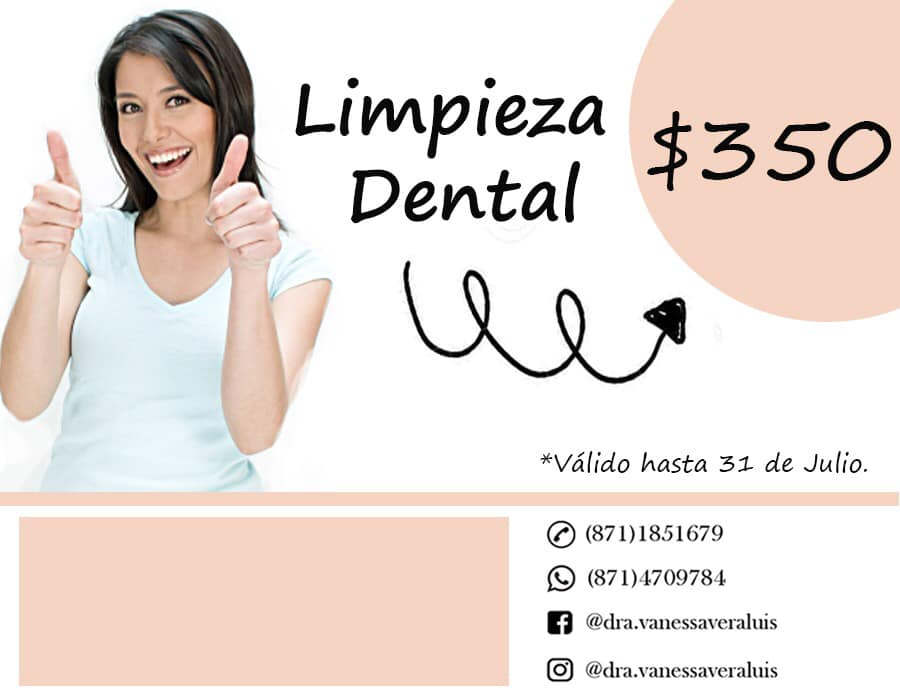 Limpieza
Dental
$350
*Válido hasta 31 de Julio.
(871)1851679
(871)4709784
@dra.vanessaveraluis
@dra.vanessaveraluis